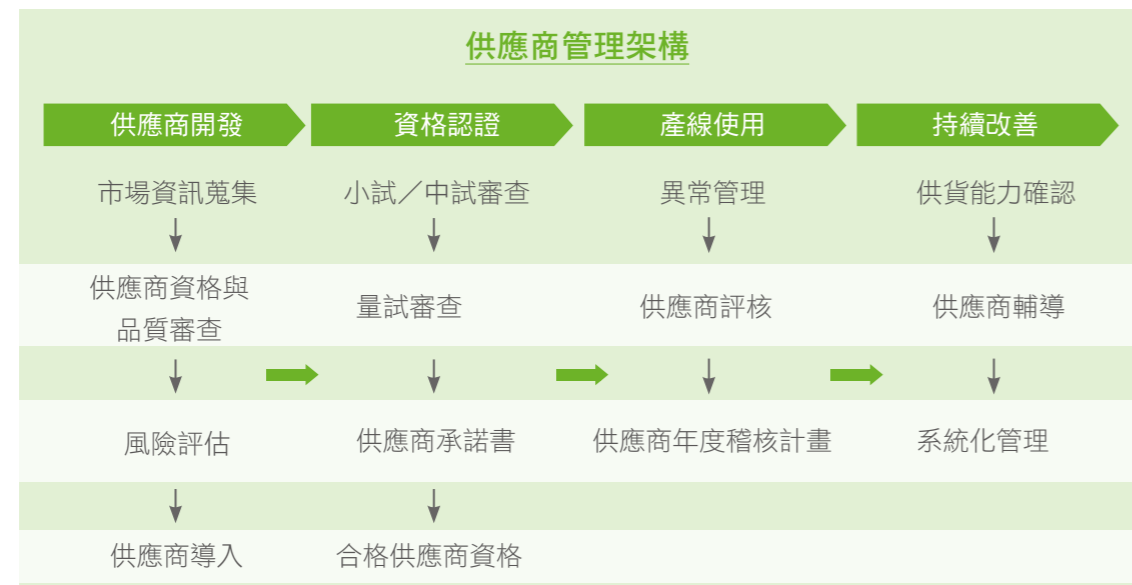 供應商管理架構
供應商開發
資格認證
產線使用
持續改善
市場資訊蒐集
小試／中試審查
異常管理
供貨能力確認
供應商資格與
品質審查
量試審查
供應商評核
供應商輔導
風險評估
供應商承諾書
供應商年度稽核計畫
系統化管理
供應商導入
合格供應商資格